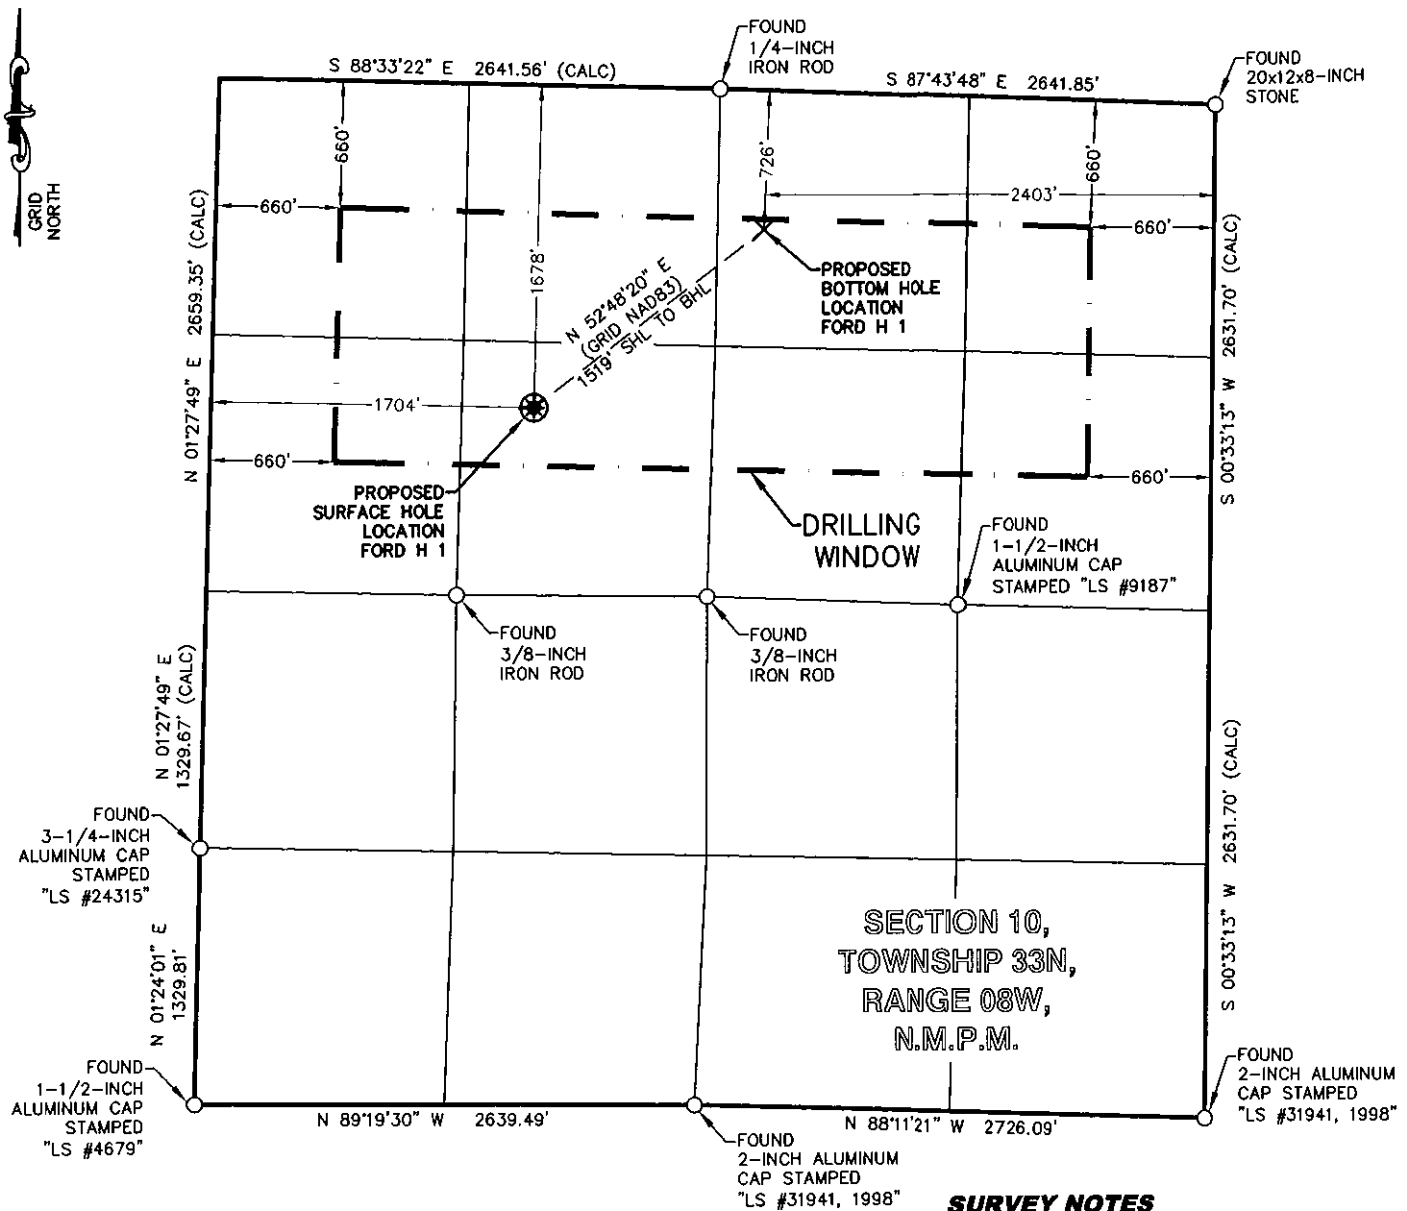 GRID
NORTH
S 88°33'22" E 2641.56' (CALC)
FOUND
1/4-INCH
IRON ROD
S 87°43'48" E 2641.85'
FOUND
20x12x8-INCH
STONE
660'
660'
1678'
726'
2403'
660'
660'
N 01°27'49" E 2659.35' (CALC)
S 00°33'13" W 2631.70' (CALC)
N 52°48'20" E
(GRID NAD83)
1519' SHL TO BHL
PROPOSED
BOTTOM HOLE
LOCATION
FORD H 1
1704'
660'
660'
PROPOSED
SURFACE HOLE
LOCATION
FORD H 1
DRILLING
WINDOW
FOUND
1-1/2-INCH
ALUMINUM CAP
STAMPED "LS #9187"
FOUND
3/8-INCH
IRON ROD
FOUND
3/8-INCH
IRON ROD
N 01°27'49" E
1329.67' (CALC)
S 00°33'13" W 2631.70' (CALC)
FOUND
3-1/4-INCH
ALUMINUM CAP
STAMPED
"LS #24315"
N 01°24'01" E
1329.81'
SECTION 10,
TOWNSHIP 33N,
RANGE 08W,
N.M.P.M.
FOUND
1-1/2-INCH
ALUMINUM CAP
STAMPED
"LS #4679"
N 89°19'30" W 2639.49'
FOUND
2-INCH ALUMINUM
CAP STAMPED
"LS #31941, 1998"
N 88°11'21" W 2726.09'
FOUND
2-INCH ALUMINUM
CAP STAMPED
"LS #31941, 1998"
SURVEY NOTES